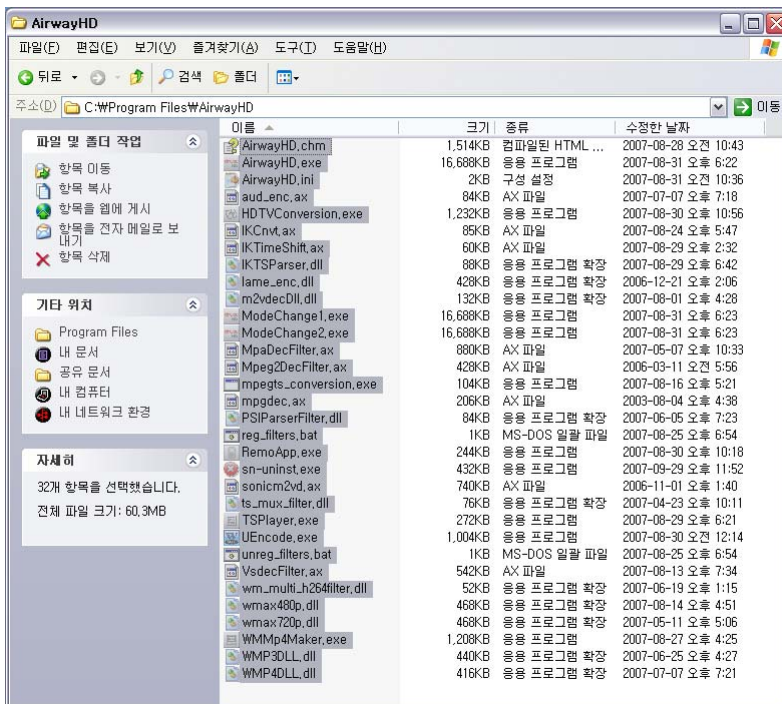 AirwayHD
파일(F) 편집(E) 보기(V) 즐겨찾기(A) 도구(T) 도움말(H)
뒤로 검색 폴더
주소(D) C:₩Program Files₩AirwayHD 이동
파일 및 폴더 작업
항목 이동
항목 복사
항목을 웹에 게시
항목을 전자 메일로 보
내기
항목 삭제
기타 위치
Program Files
내 문서
공유 문서
내 컴퓨터
내 네트워크 환경
자세히
32개 항목을 선택했습니다.
전체 파일 크기: 60.3MB
이름 크기 종류 수정한 날짜
AirwayHD.chm 1,514KB 컴파일된 HTML ... 2007-08-28 오전 10:43
AirwayHD.exe 16,688KB 응용 프로그램 2007-08-31 오후 6:22
AirwayHD.ini 2KB 구성 설정 2007-08-31 오전 10:36
aud_enc.ax 84KB AX 파일 2007-07-07 오후 7:18
HDTVConversion.exe 1,232KB 응용 프로그램 2007-08-30 오후 10:56
IKCnvt.ax 85KB AX 파일 2007-08-24 오후 5:47
IKTimeShift.ax 60KB AX 파일 2007-08-29 오후 2:32
IKTSParser.dll 88KB 응용 프로그램 확장 2007-08-29 오후 6:42
lame_enc.dll 428KB 응용 프로그램 확장 2006-12-21 오후 2:06
m2vdecDll.dll 132KB 응용 프로그램 확장 2007-08-01 오후 4:28
ModeChange1.exe 16,688KB 응용 프로그램 2007-08-31 오후 6:23
ModeChange2.exe 16,688KB 응용 프로그램 2007-08-31 오후 6:23
MpaDecFilter.ax 880KB AX 파일 2007-05-07 오후 10:33
Mpeg2DecFilter.ax 428KB AX 파일 2006-03-11 오전 5:56
mpegts_conversion.exe 104KB 응용 프로그램 2007-08-16 오후 5:21
mpgdec.ax 206KB AX 파일 2003-08-04 오후 4:38
PSIParserFilter.dll 84KB 응용 프로그램 확장 2007-06-05 오후 7:23
reg_filters.bat 1KB MS-DOS 일괄 파일 2007-08-25 오후 6:54
RemoApp.exe 244KB 응용 프로그램 2007-08-30 오후 10:18
sn-uninst.exe 432KB 응용 프로그램 2007-09-29 오후 11:52
sonicm2vd.ax 740KB AX 파일 2006-11-01 오후 1:40
ts_mux_filter.dll 76KB 응용 프로그램 확장 2007-04-23 오후 10:11
TSPlayer.exe 272KB 응용 프로그램 2007-08-29 오후 6:21
UEncode.exe 1,004KB 응용 프로그램 2007-08-30 오전 12:14
unreg_filters.bat 1KB MS-DOS 일괄 파일 2007-08-25 오후 6:54
VsdecFilter.ax 542KB AX 파일 2007-08-13 오후 7:34
wm_multi_h264filter.dll 52KB 응용 프로그램 확장 2007-06-19 오후 1:15
wmax480p.dll 468KB 응용 프로그램 확장 2007-08-14 오후 4:51
wmax720p.dll 468KB 응용 프로그램 확장 2007-05-11 오후 5:06
WMMp4Maker.exe 1,208KB 응용 프로그램 2007-08-27 오후 4:25
WMP3DLL.dll 440KB 응용 프로그램 확장 2007-06-25 오후 4:27
WMP4DLL.dll 416KB 응용 프로그램 확장 2007-07-07 오후 7:21